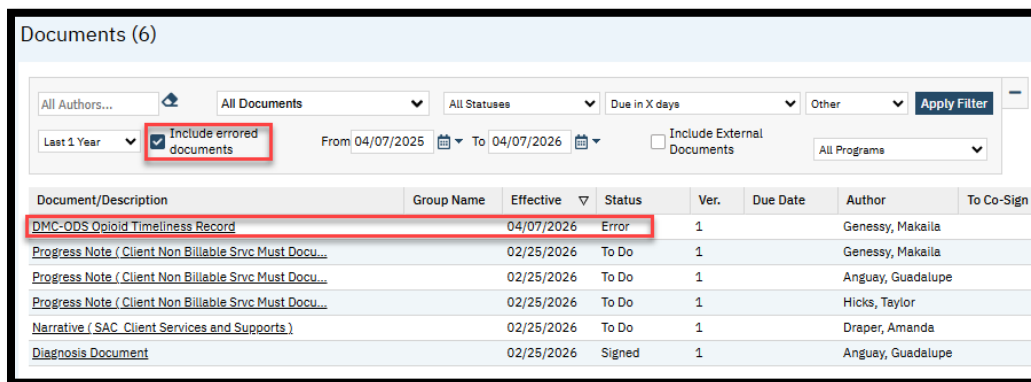 Documents (6)
All Authors... All Documents All Statuses Due in X days Other Apply Filter
Last 1 Year Include errored documents From 04/07/2025 To 04/07/2026 Include External Documents All Programs
Document/Description Group Name Effective Status Ver. Due Date Author To Co-Sign
DMC-ODS Opioid Timeliness Record 04/07/2026 Error 1 Genessy, Makaila
Progress Note ( Client Non Billable Srvc Must Docu... 02/25/2026 To Do 1 Genessy, Makaila
Progress Note ( Client Non Billable Srvc Must Docu... 02/25/2026 To Do 1 Anguay, Guadalupe
Progress Note ( Client Non Billable Srvc Must Docu... 02/25/2026 To Do 1 Hicks, Taylor
Narrative ( SAC Client Services and Supports ) 02/25/2026 To Do 1 Draper, Amanda
Diagnosis Document 02/25/2026 Signed 1 Anguay, Guadalupe